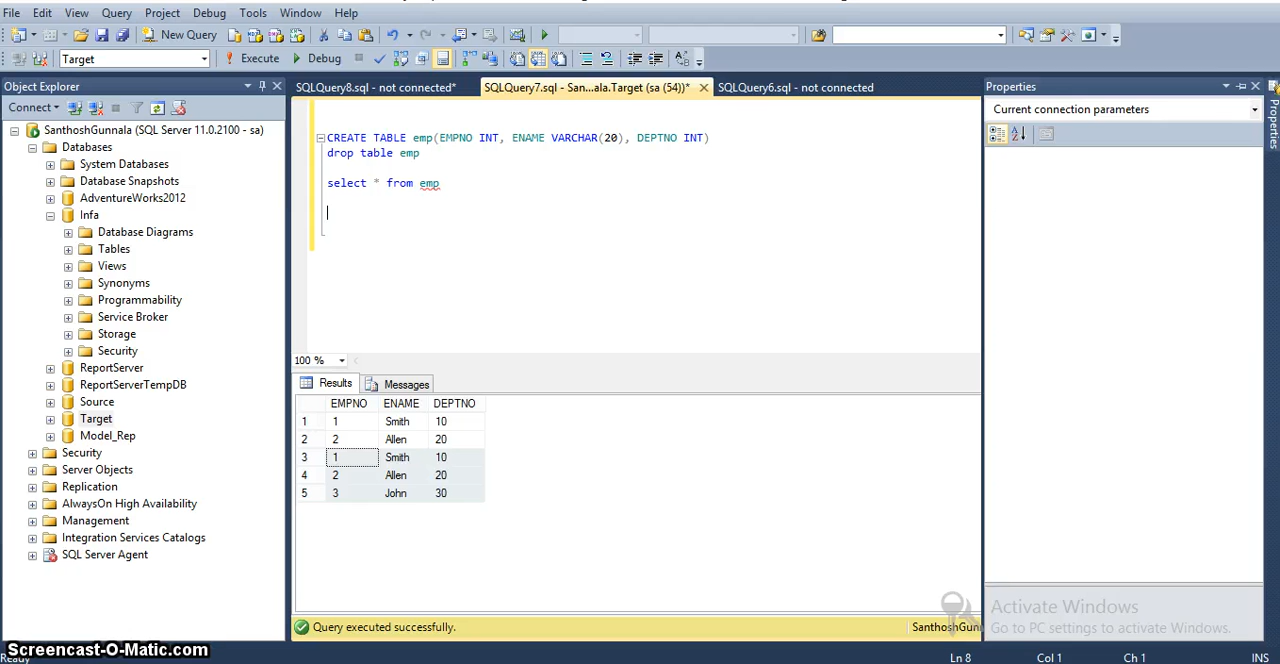 File Edit View Query Project Debug Tools Window Help
New Query
Target Execute Debug
Object Explorer
SQLQuery8.sql - not connected*
SQLQuery7.sql - San...ala.Target (sa (54))*
SQLQuery6.sql - not connected
Properties
Connect
Current connection parameters
SanthoshGunnala (SQL Server 11.0.2100 - sa)
Databases
System Databases
Database Snapshots
AdventureWorks2012
Infa
Database Diagrams
Tables
Views
Synonyms
Programmability
Service Broker
Storage
Security
ReportServer
ReportServerTempDB
Source
Target
Model_Rep
Security
Server Objects
Replication
AlwaysOn High Availability
Management
Integration Services Catalogs
SQL Server Agent
CREATE TABLE emp(EMPNO INT, ENAME VARCHAR(20), DEPTNO INT)
drop table emp
select * from emp
100 %
Results Messages
EMPNO ENAME DEPTNO
1 1 Smith 10
2 2 Allen 20
3 1 Smith 10
4 2 Allen 20
5 3 John 30
Query executed successfully.
SanthoshGunn
Properties
Activate Windows
Go to PC settings to activate Windows.
Screencast-O-Matic.com
Ready Ln 8 Col 1 Ch 1 INS